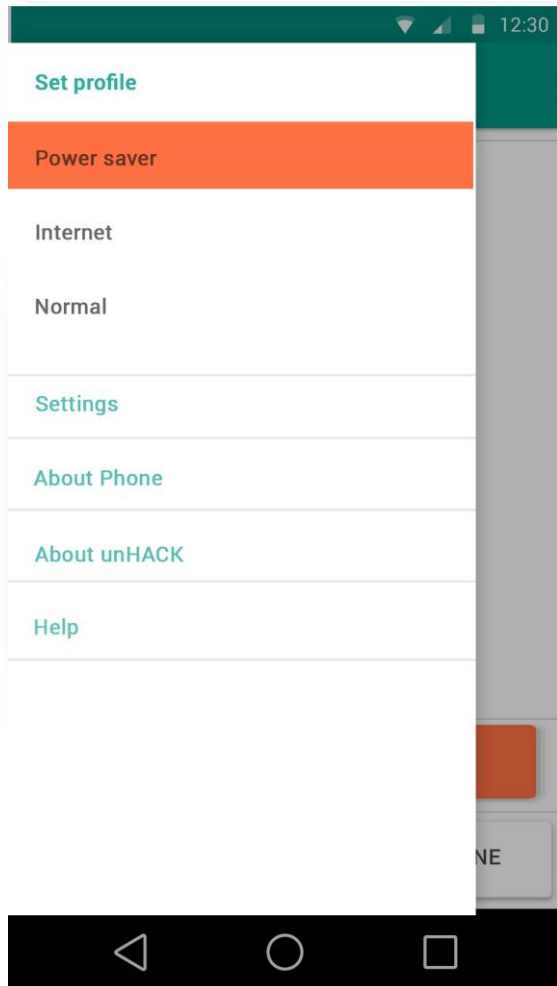 12:30
Set profile
Power saver
Internet
Normal
Settings
About Phone
About unHACK
Help
NE